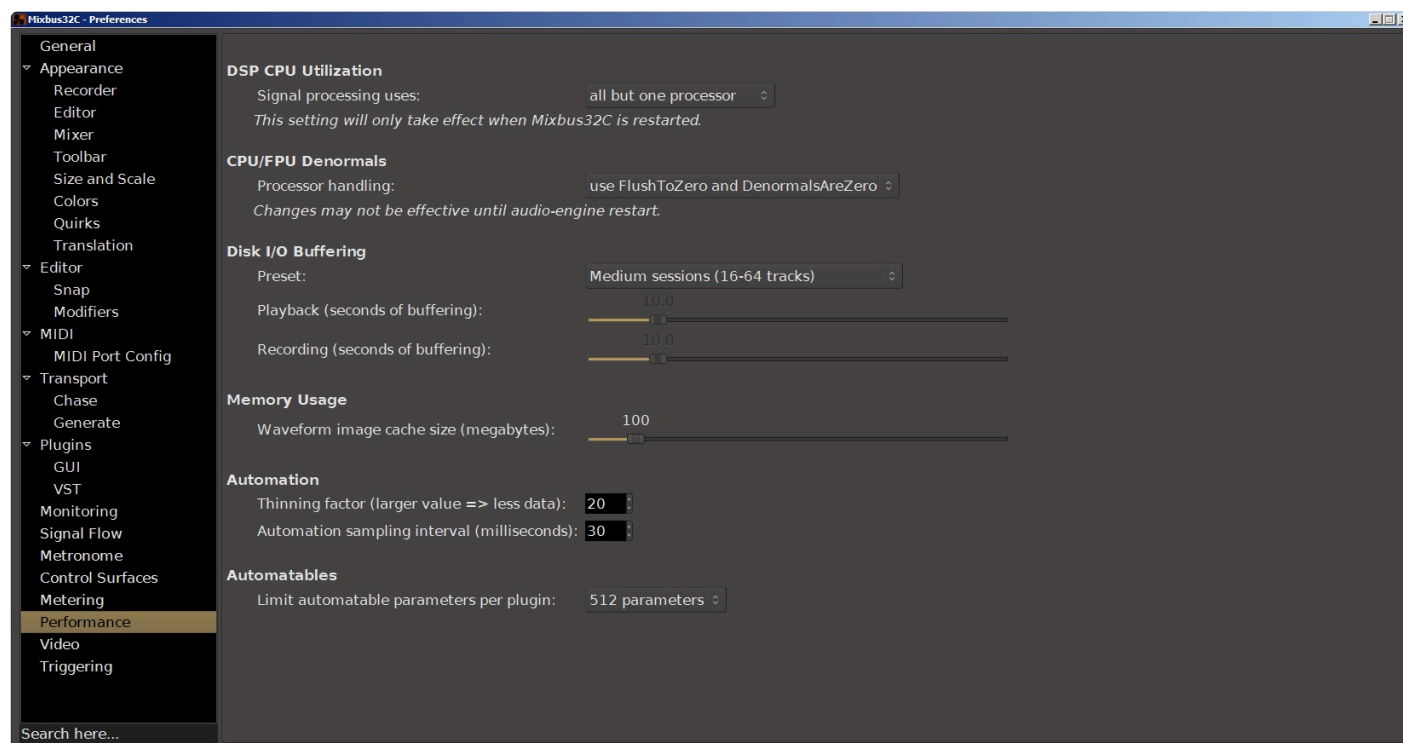 Mixbus32C - Preferences
General
Appearance
Recorder
Editor
Mixer
Toolbar
Size and Scale
Colors
Quirks
Translation
Editor
Snap
Modifiers
MIDI
MIDI Port Config
Transport
Chase
Generate
Plugins
GUI
VST
Monitoring
Signal Flow
Metronome
Control Surfaces
Metering
Performance
Video
Triggering
Search here...
DSP CPU Utilization
Signal processing uses: all but one processor
This setting will only take effect when Mixbus32C is restarted.
CPU/FPU Denormals
Processor handling: use FlushToZero and DenormalsAreZero
Changes may not be effective until audio-engine restart.
Disk I/O Buffering
Preset: Medium sessions (16-64 tracks)
10.0
Playback (seconds of buffering):
10.0
Recording (seconds of buffering):
Memory Usage
100
Waveform image cache size (megabytes):
Automation
Thinning factor (larger value => less data): 20
Automation sampling interval (milliseconds): 30
Automatables
Limit automatable parameters per plugin: 512 parameters